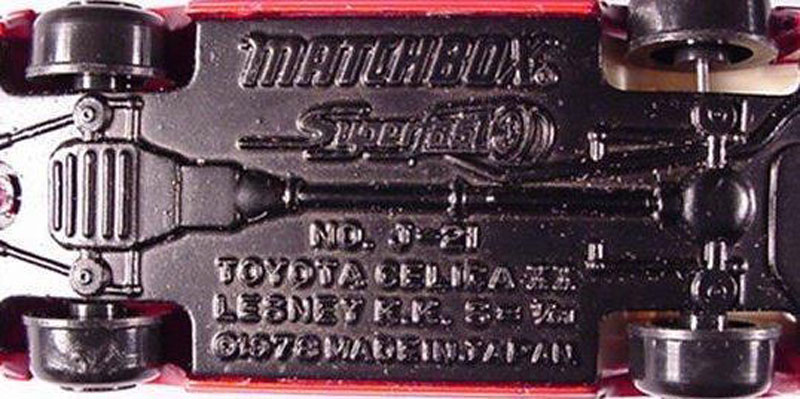 MATCHBOX
Superfast
NO. J-21
TOYOTA CELICA XX
LESNEY K.K. S=
©1978 MADE IN JAPAN